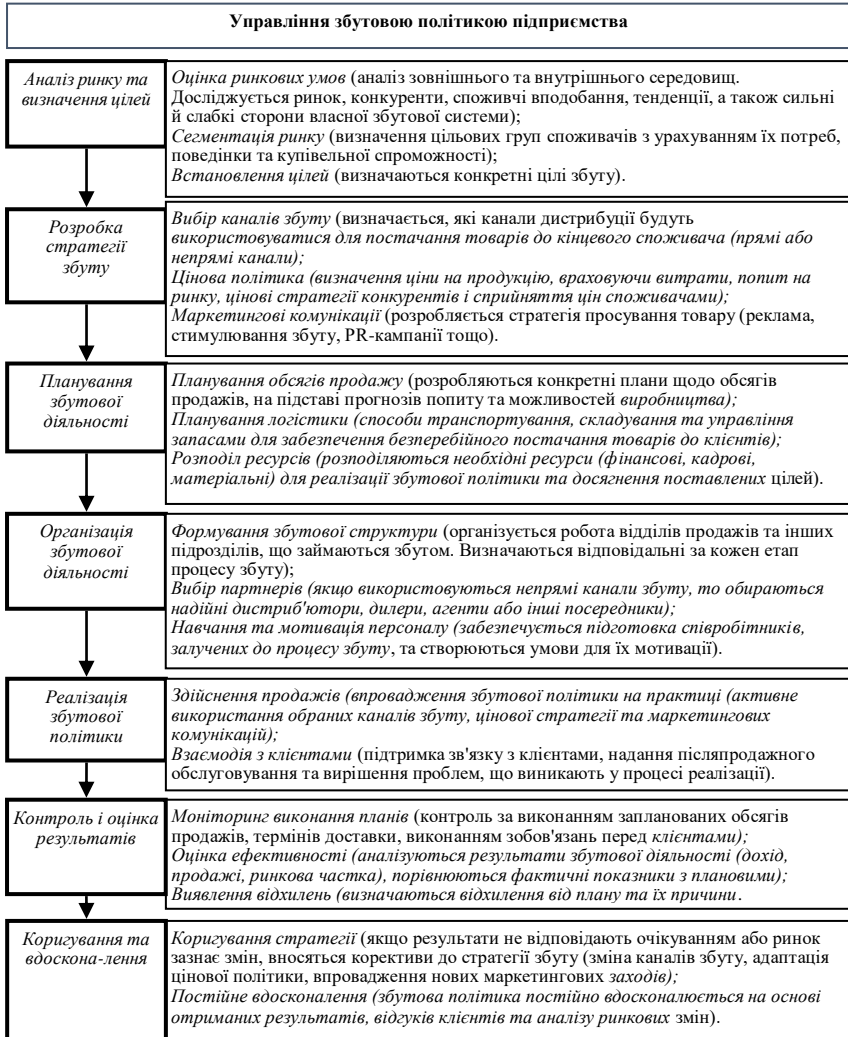 Управління збутовою політикою підприємства
Аналіз ринку та
визначення цілей
Оцінка ринкових умов (аналіз зовнішнього та внутрішнього середовищ.
Досліджується ринок, конкуренти, споживчі вподобання, тенденції, а також сильні
й слабкі сторони власної збутової системи);
Сегментація ринку (визначення цільових груп споживачів з урахуванням їх потреб,
поведінки та купівельної спроможності);
Встановлення цілей (визначаються конкретні цілі збуту).
Розробка
стратегії
збуту
Вибір каналів збуту (визначається, які канали дистрибуції будуть
використовуватися для постачання товарів до кінцевого споживача (прямі або
непрямі канали);
Цінова політика (визначення ціни на продукцію, враховуючи витрати, попит на
ринку, цінові стратегії конкурентів і сприйняття цін споживачами);
Маркетингові комунікації (розробляється стратегія просування товару (реклама,
стимулювання збуту, PR-кампанії тощо).
Планування
збутової
діяльності
Планування обсягів продажу (розробляються конкретні плани щодо обсягів
продажів, на підставі прогнозів попиту та можливостей виробництва);
Планування логістики (способи транспортування, складування та управління
запасами для забезпечення безперебійного постачання товарів до клієнтів);
Розподіл ресурсів (розподіляються необхідні ресурси (фінансові, кадрові,
матеріальні) для реалізації збутової політики та досягнення поставлених цілей).
Організація
збутової
діяльності
Формування збутової структури (організується робота відділів продажів та інших
підрозділів, що займаються збутом. Визначаються відповідальні за кожен етап
процесу збуту);
Вибір партнерів (якщо використовуються непрямі канали збуту, то обираються
надійні дистриб'ютори, дилери, агенти або інші посередники);
Навчання та мотивація персоналу (забезпечується підготовка співробітників,
залучених до процесу збуту, та створюються умови для їх мотивації).
Реалізація
збутової
політики
Здійснення продажів (впровадження збутової політики на практиці (активне
використання обраних каналів збуту, цінової стратегії та маркетингових
комунікацій);
Взаємодія з клієнтами (підтримка зв'язку з клієнтами, надання післяпродажного
обслуговування та вирішення проблем, що виникають у процесі реалізації).
Контроль і оцінка
результатів
Моніторинг виконання планів (контроль за виконанням запланованих обсягів
продажів, термінів доставки, виконанням зобов'язань перед клієнтами);
Оцінка ефективності (аналізуються результати збутової діяльності (дохід,
продажі, ринкова частка), порівнюються фактичні показники з плановими);
Виявлення відхилень (визначаються відхилення від плану та їх причини.
Коригування та
вдоскона-лення
Коригування стратегії (якщо результати не відповідають очікуванням або ринок
зазнає змін, вносяться корективи до стратегії збуту (зміна каналів збуту, адаптація
цінової політики, впровадження нових маркетингових заходів);
Постійне вдосконалення (збутова політика постійно вдосконалюється на основі
отриманих результатів, відгуків клієнтів та аналізу ринкових змін).